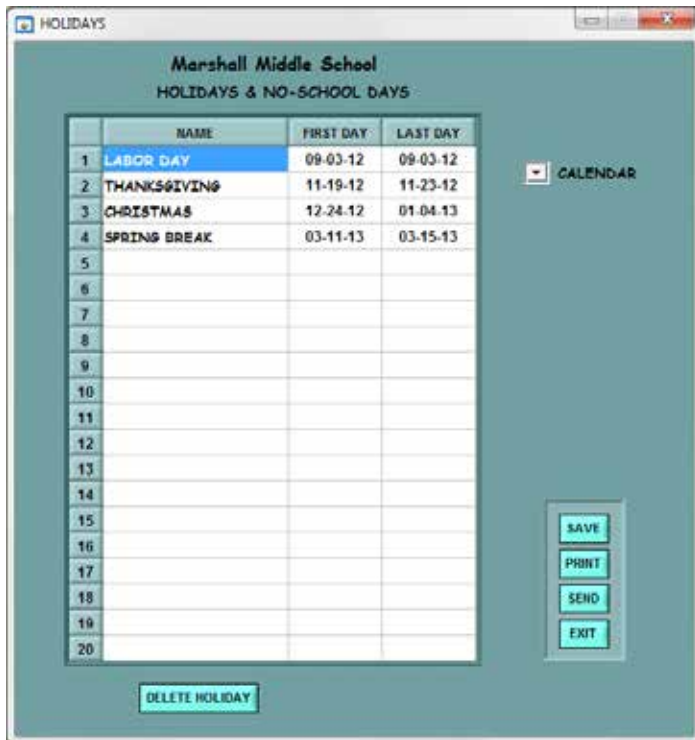 HOLIDAYS
Marshall Middle School
HOLIDAYS & NO-SCHOOL DAYS
NAME FIRST DAY LAST DAY
1 LABOR DAY 09-03-12 09-03-12
2 THANKSGIVING 11-19-12 11-23-12
3 CHRISTMAS 12-24-12 01-04-13
4 SPRING BREAK 03-11-13 03-15-13
5
6
7
8
9
10
11
12
13
14
15
16
17
18
19
20
CALENDAR
SAVE
PRINT
SEND
EXIT
DELETE HOLIDAY